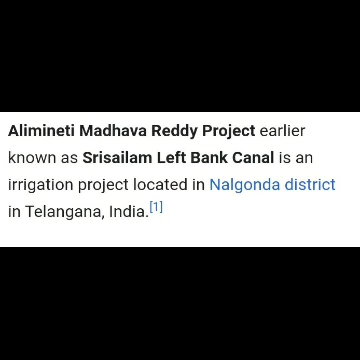 Alimineti Madhava Reddy Project earlier
known as Srisailam Left Bank Canal is an
irrigation project located in Nalgonda district
in Telangana, India.[1]